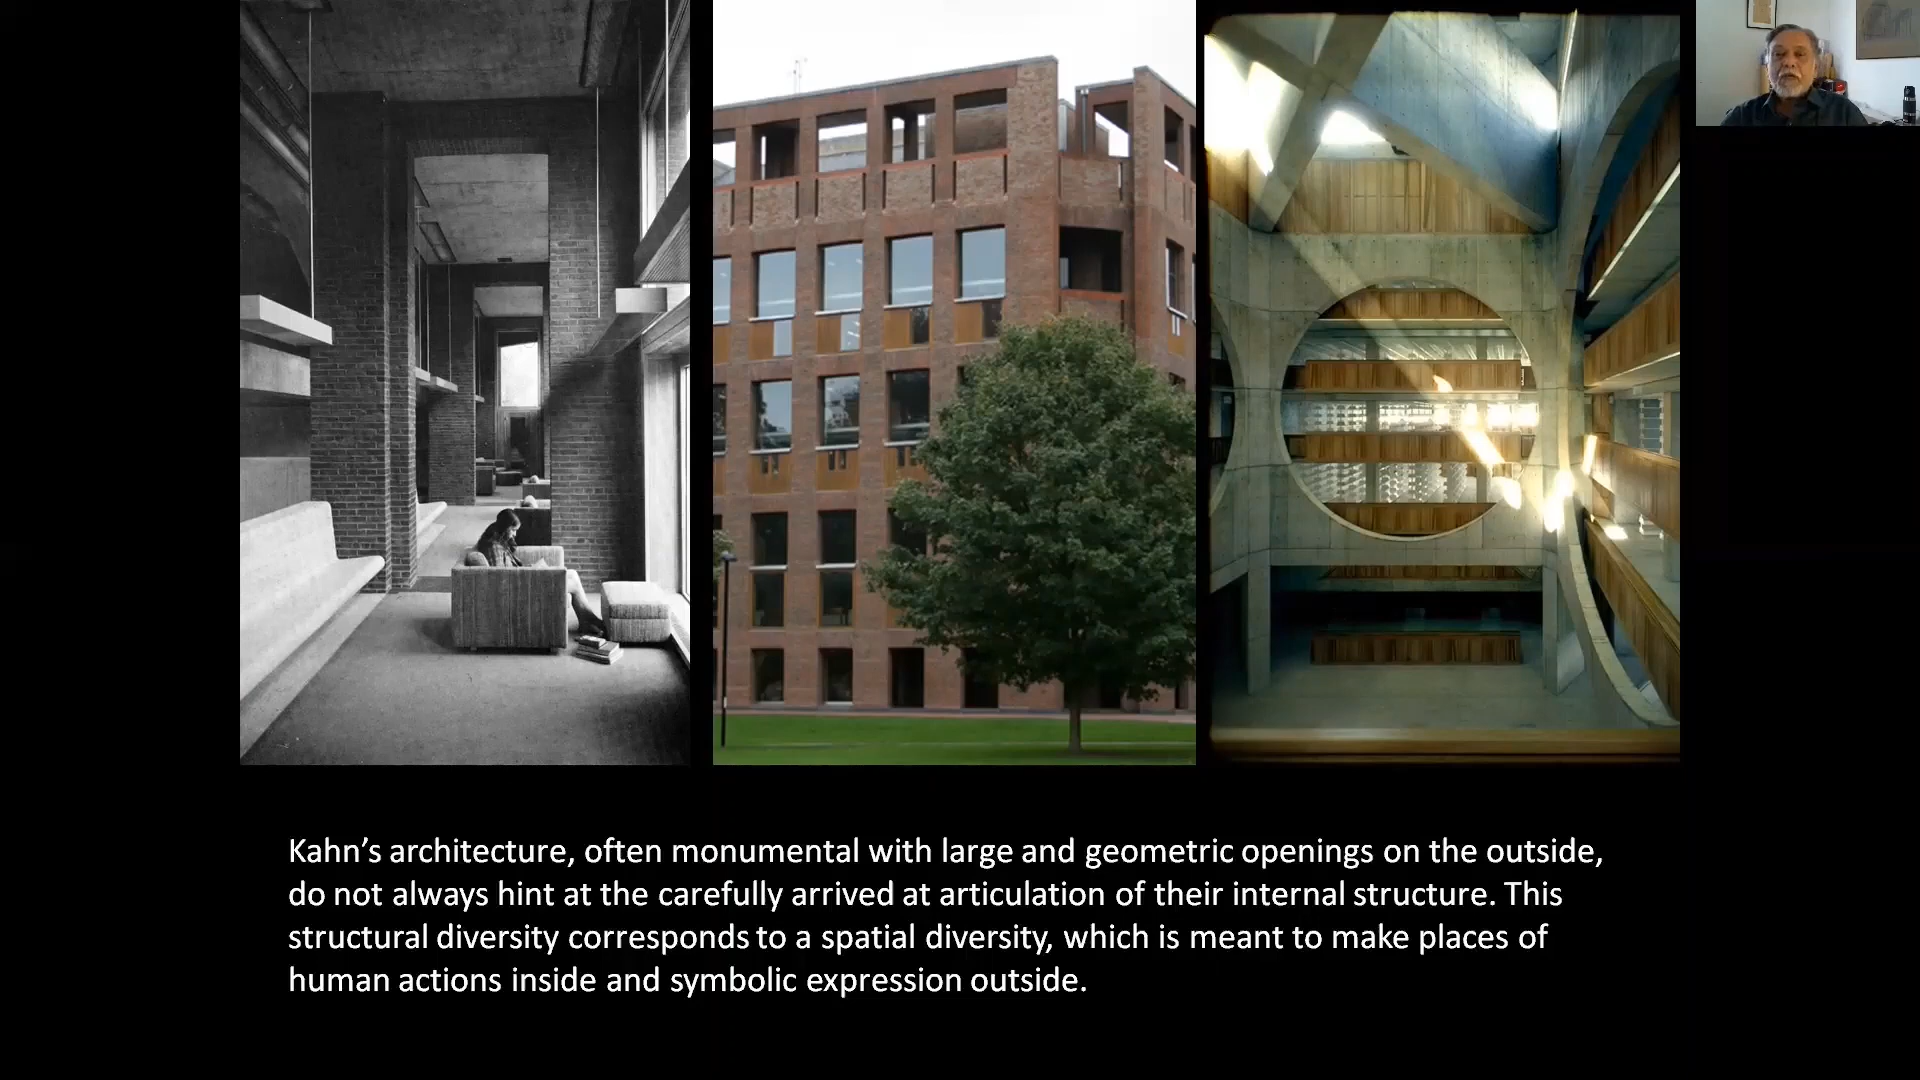 Kahn's architecture, often monumental with large and geometric openings on the outside,
do not always hint at the carefully arrived at articulation of their internal structure. This
structural diversity corresponds to a spatial diversity, which is meant to make places of
human actions inside and symbolic expression outside.